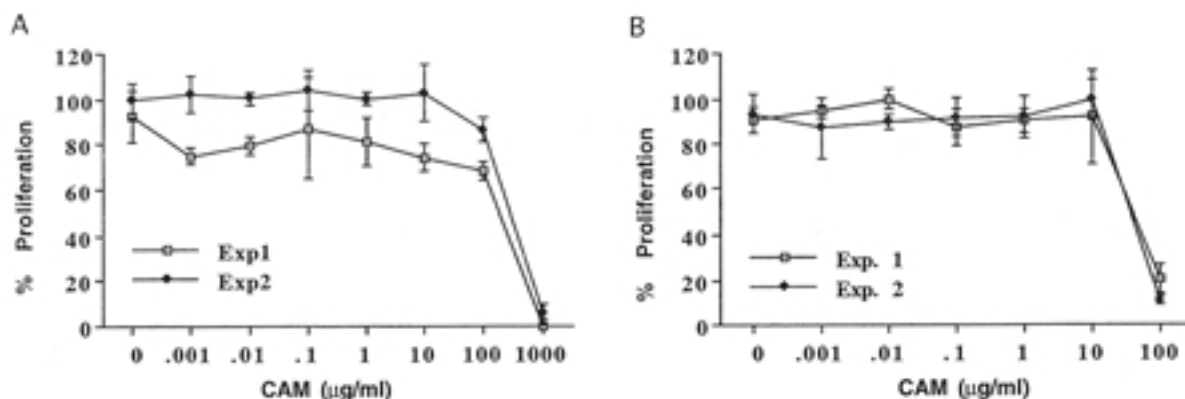 A
120
100
80
60
40
20
0
% Proliferation
Exp1
Exp2
0 .001 .01 .1 1 10 100 1000
CAM (µg/ml)
B
120
100
80
60
40
20
0
% Proliferation
Exp. 1
Exp. 2
0 .001 .01 .1 1 10 100
CAM (µg/ml)